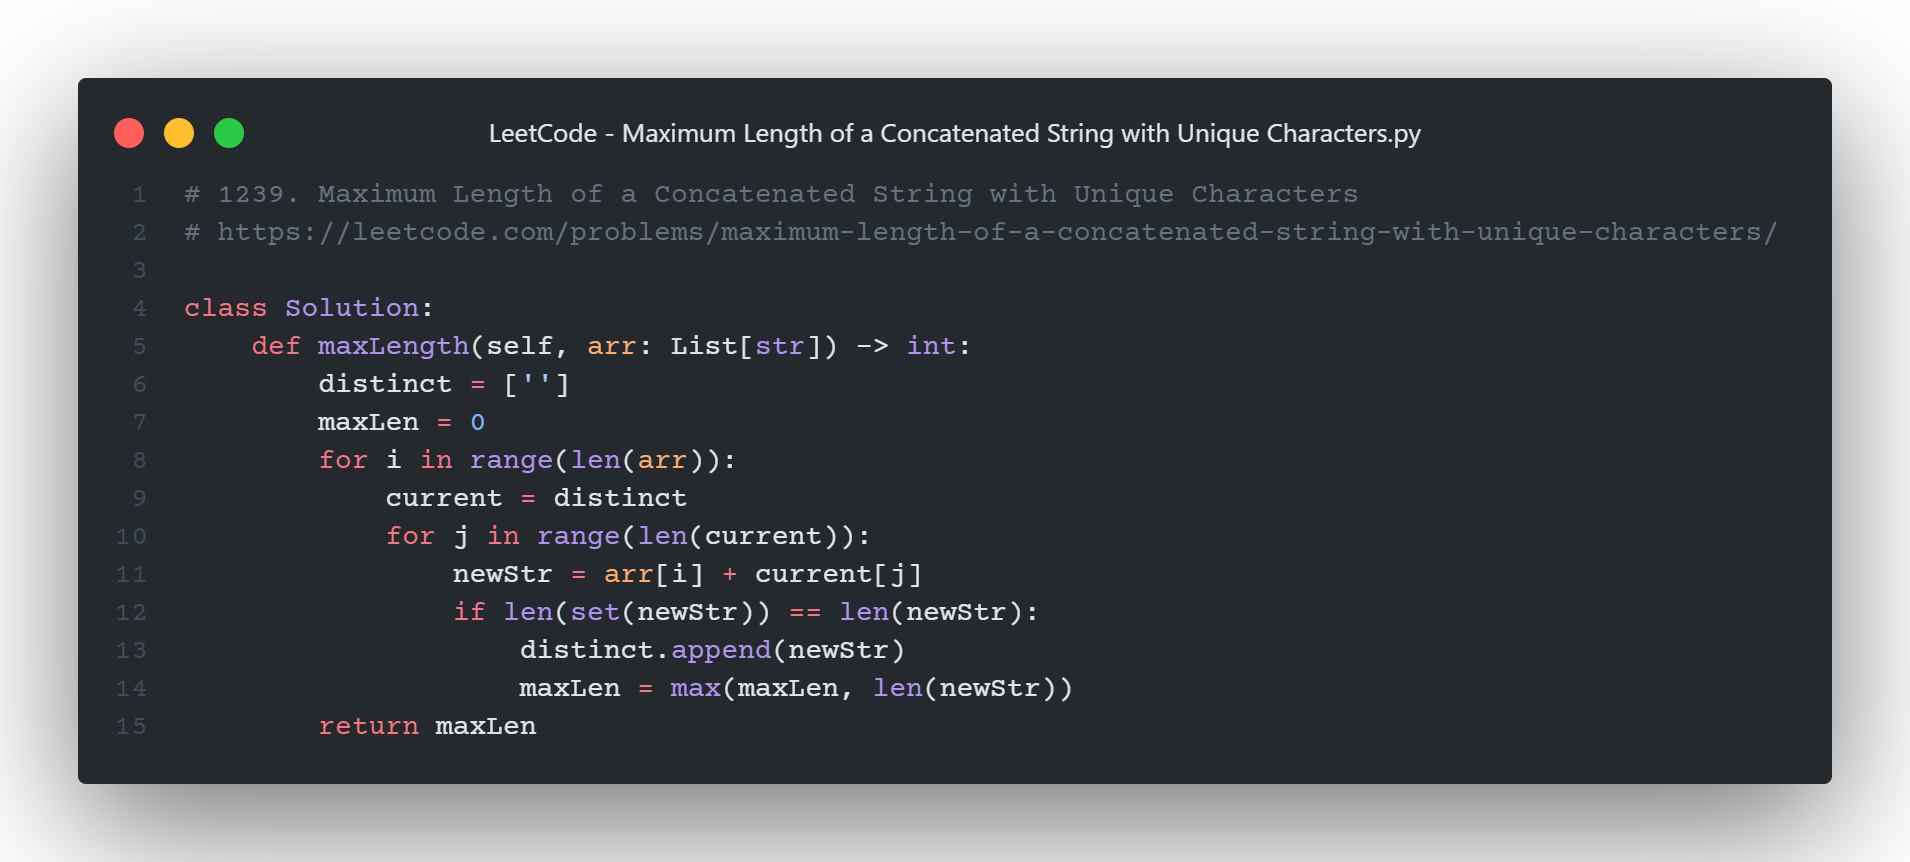 LeetCode - Maximum Length of a Concatenated String with Unique Characters.py
1 # 1239. Maximum Length of a Concatenated String with Unique Characters
2 # https://leetcode.com/problems/maximum-length-of-a-concatenated-string-with-unique-characters/
3
4 class Solution:
5     def maxLength(self, arr: List[str]) -> int:
6         distinct = ['']
7         maxLen = 0
8         for i in range(len(arr)):
9             current = distinct
10             for j in range(len(current)):
11                 newStr = arr[i] + current[j]
12                 if len(set(newStr)) == len(newStr):
13                     distinct.append(newStr)
14                     maxLen = max(maxLen, len(newStr))
15         return maxLen